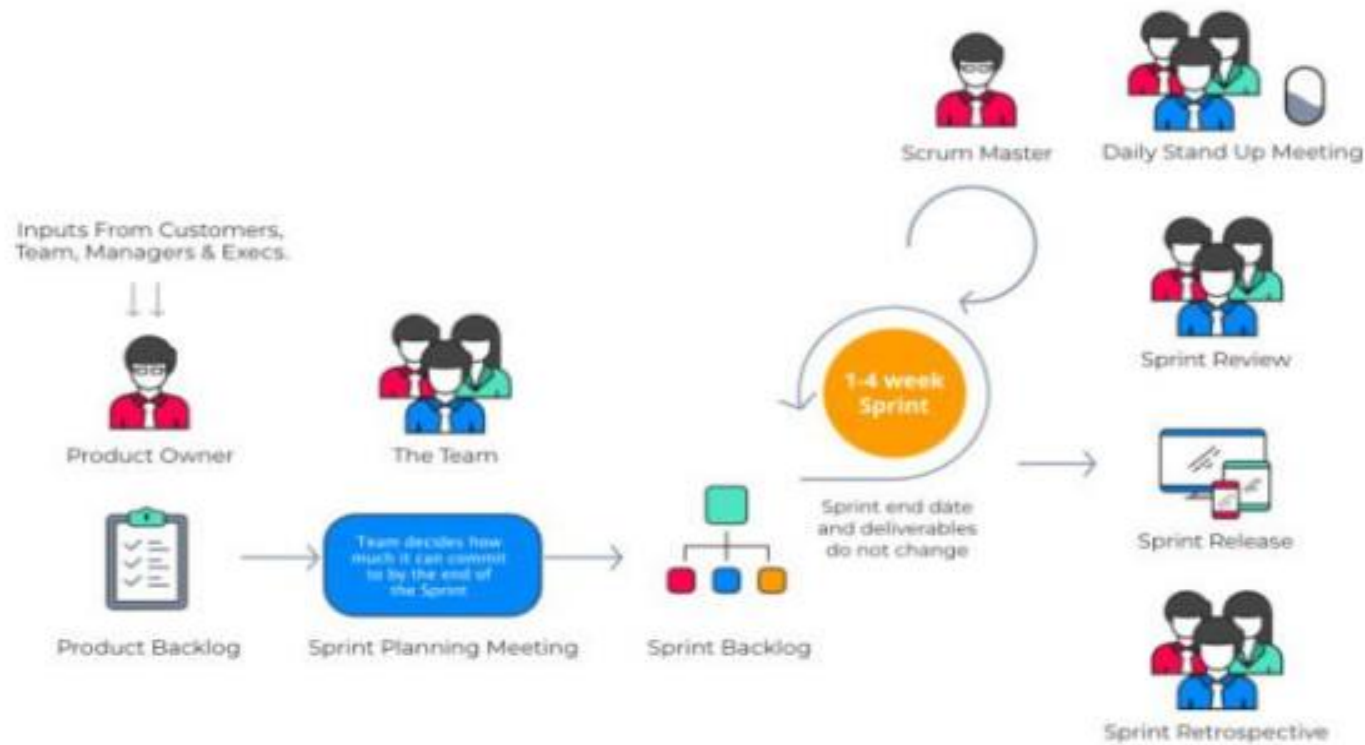 Scrum Master
Daily Stand Up Meeting
Inputs From Customers,
Team, Managers & Execs.
Product Owner
The Team
1-4 week
Sprint
Sprint Review
Sprint end date
and deliverables
do not change
Sprint Release
Team decides how
much it can commit
to by the end of
the Sprint
Product Backlog
Sprint Planning Meeting
Sprint Backlog
Sprint Retrospective